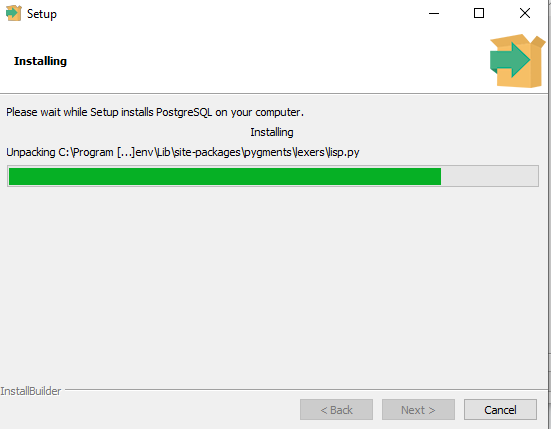 Setup
Installing
Please wait while Setup installs PostgreSQL on your computer.
Installing
Unpacking C:\Program [...]env\Lib\site-packages\pygments\lexers\lisp.py
InstallBuilder
< Back
Next >
Cancel